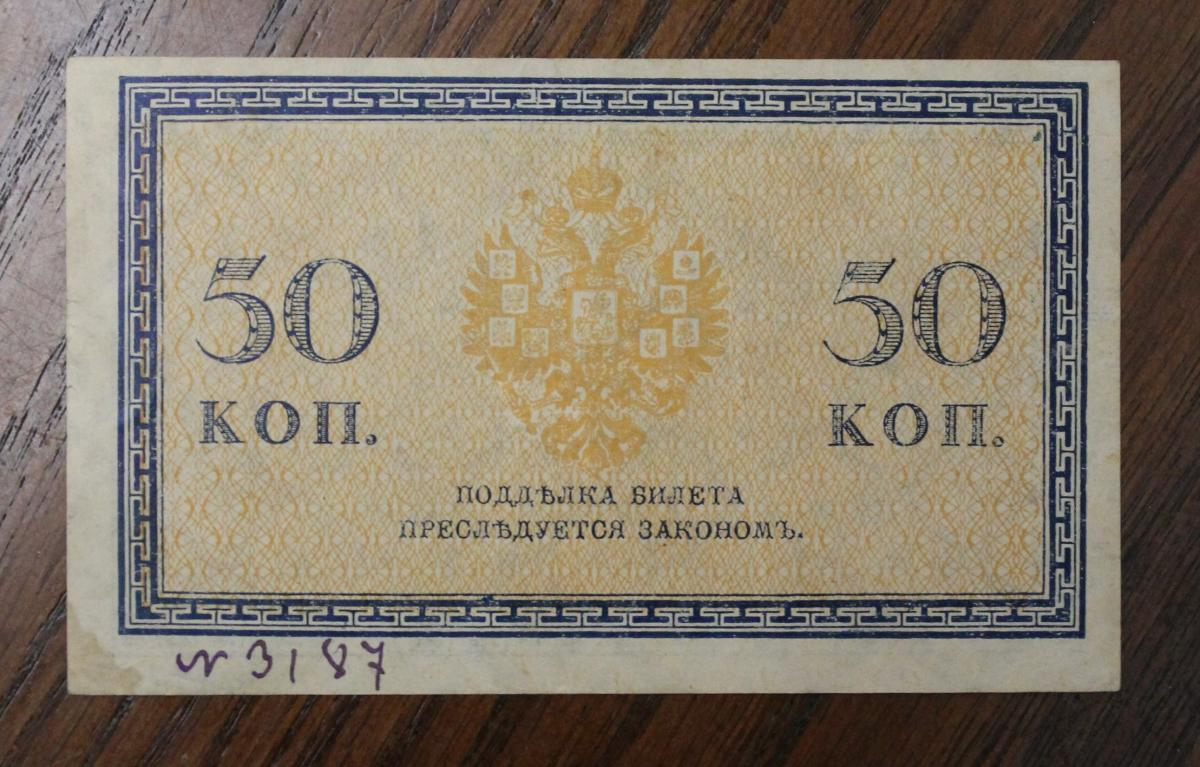 50 50
КОП. КОП.
ПОДДѢЛКА БИЛЕТА
ПРЕСЛѢДУЕТСЯ ЗАКОНОМЪ.
№ 3187